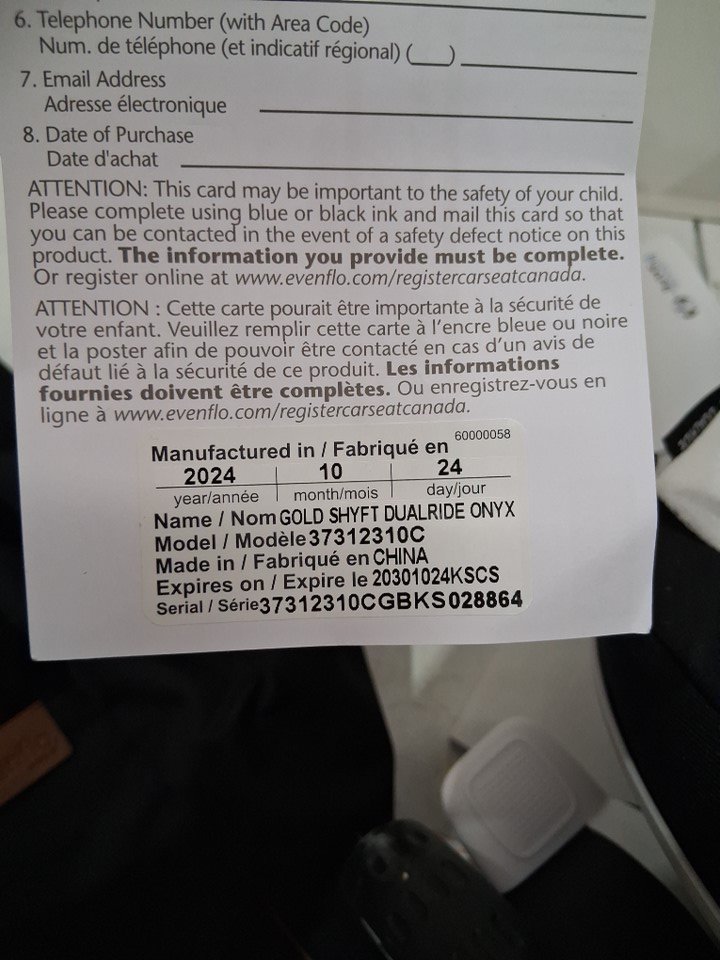 6. Telephone Number (with Area Code)
Num. de téléphone (et indicatif régional) (___)
7. Email Address
Adresse électronique
8. Date of Purchase
Date d'achat
ATTENTION: This card may be important to the safety of your child.
Please complete using blue or black ink and mail this card so that
you can be contacted in the event of a safety defect notice on this
product. The information you provide must be complete.
Or register online at www.evenflo.com/registercarseatcanada.
ATTENTION : Cette carte pourait être importante à la sécurité de
votre enfant. Veuillez remplir cette carte à l'encre bleue ou noire
et la poster afin de pouvoir être contacté en cas d'un avis de
défaut lié à la sécurité de ce produit. Les informations
fournies doivent être complètes. Ou enregistrez-vous en
ligne à www.evenflo.com/registercarseatcanada.
60000058
Manufactured in / Fabriqué en
2024 10 24
year/année month/mois day/jour
Name / Nom GOLD SHYFT DUALRIDE ONYX
Model / Modèle 37312310C
Made in / Fabriqué en CHINA
Expires on / Expire le 20301024KSCS
Serial / Série 37312310CGBKS028864